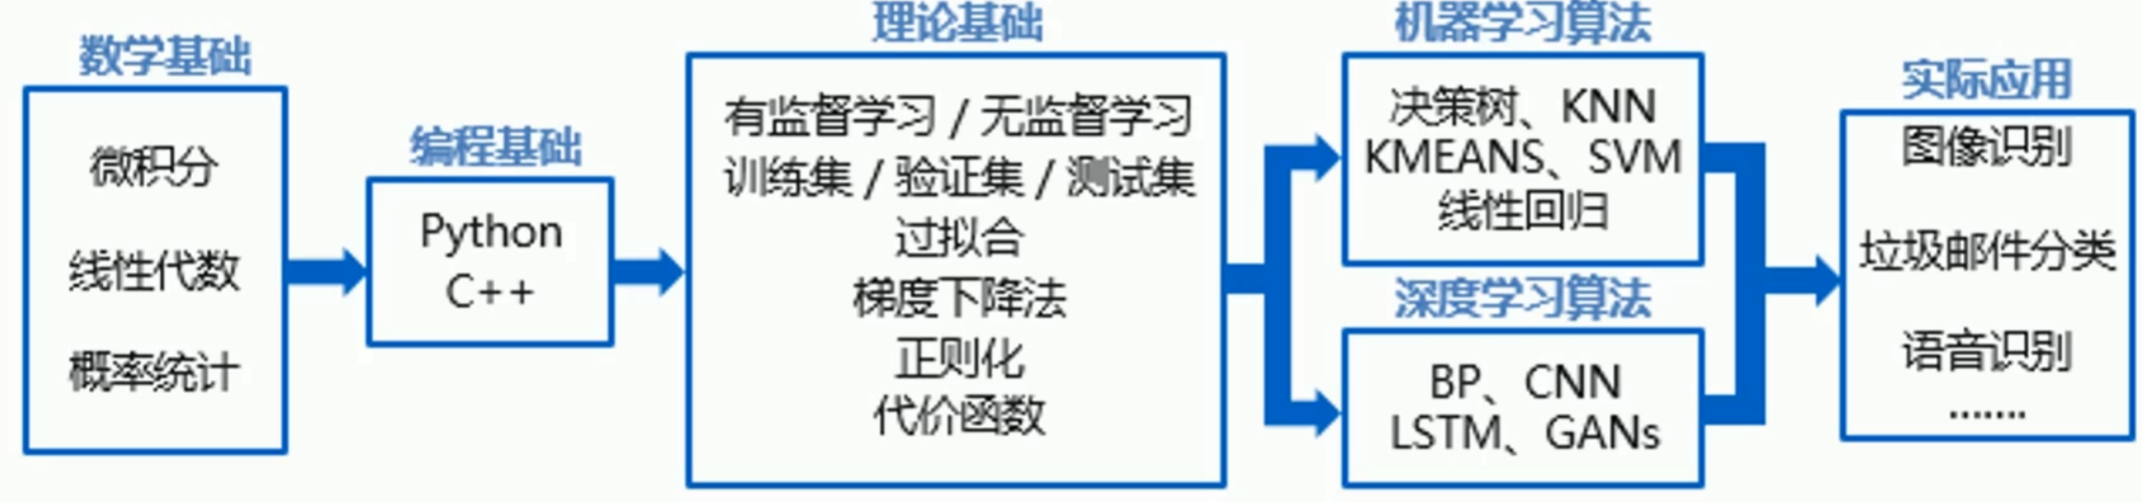 数学基础
微积分
线性代数
概率统计
编程基础
Python
C++
理论基础
有监督学习 / 无监督学习
训练集 / 验证集 / 测试集
过拟合
梯度下降法
正则化
代价函数
机器学习算法
决策树、KNN
KMEANS、SVM
线性回归
深度学习算法
BP、CNN
LSTM、GANs
实际应用
图像识别
垃圾邮件分类
语音识别
.......